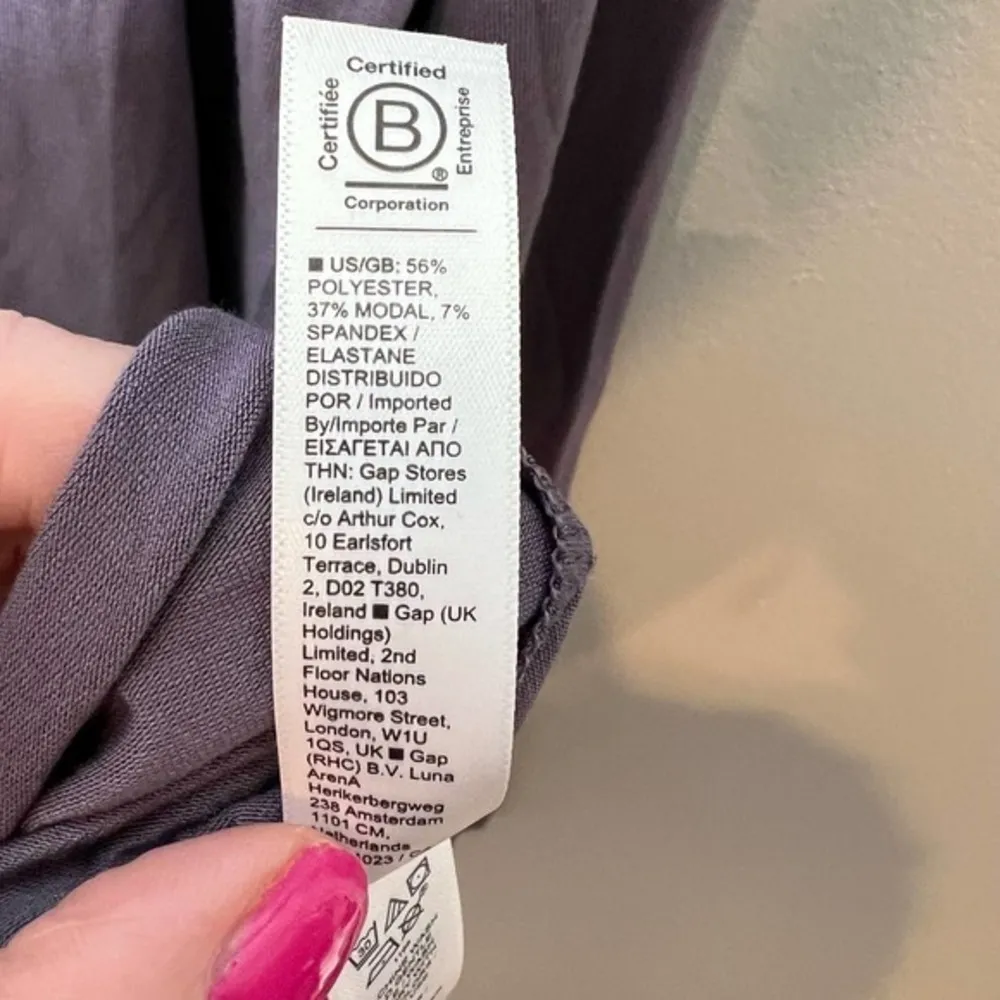 Certified
Certifiée
B
®
Entreprise
Corporation
■ US/GB: 56%
POLYESTER,
37% MODAL, 7%
SPANDEX /
ELASTANE
DISTRIBUIDO
POR / Imported
By/Importe Par /
ΕΙΣΑΓΕΤΑΙ ΑΠΟ
THN: Gap Stores
(Ireland) Limited
c/o Arthur Cox,
10 Earlsfort
Terrace, Dublin
2, D02 T380,
Ireland ■ Gap (UK
Holdings)
Limited, 2nd
Floor Nations
House, 103
Wigmore Street,
London, W1U
1QS, UK ■ Gap
(RHC) B.V. Luna
ArenA
Herikerbergweg
238 Amsterdam
1101 CM,
30